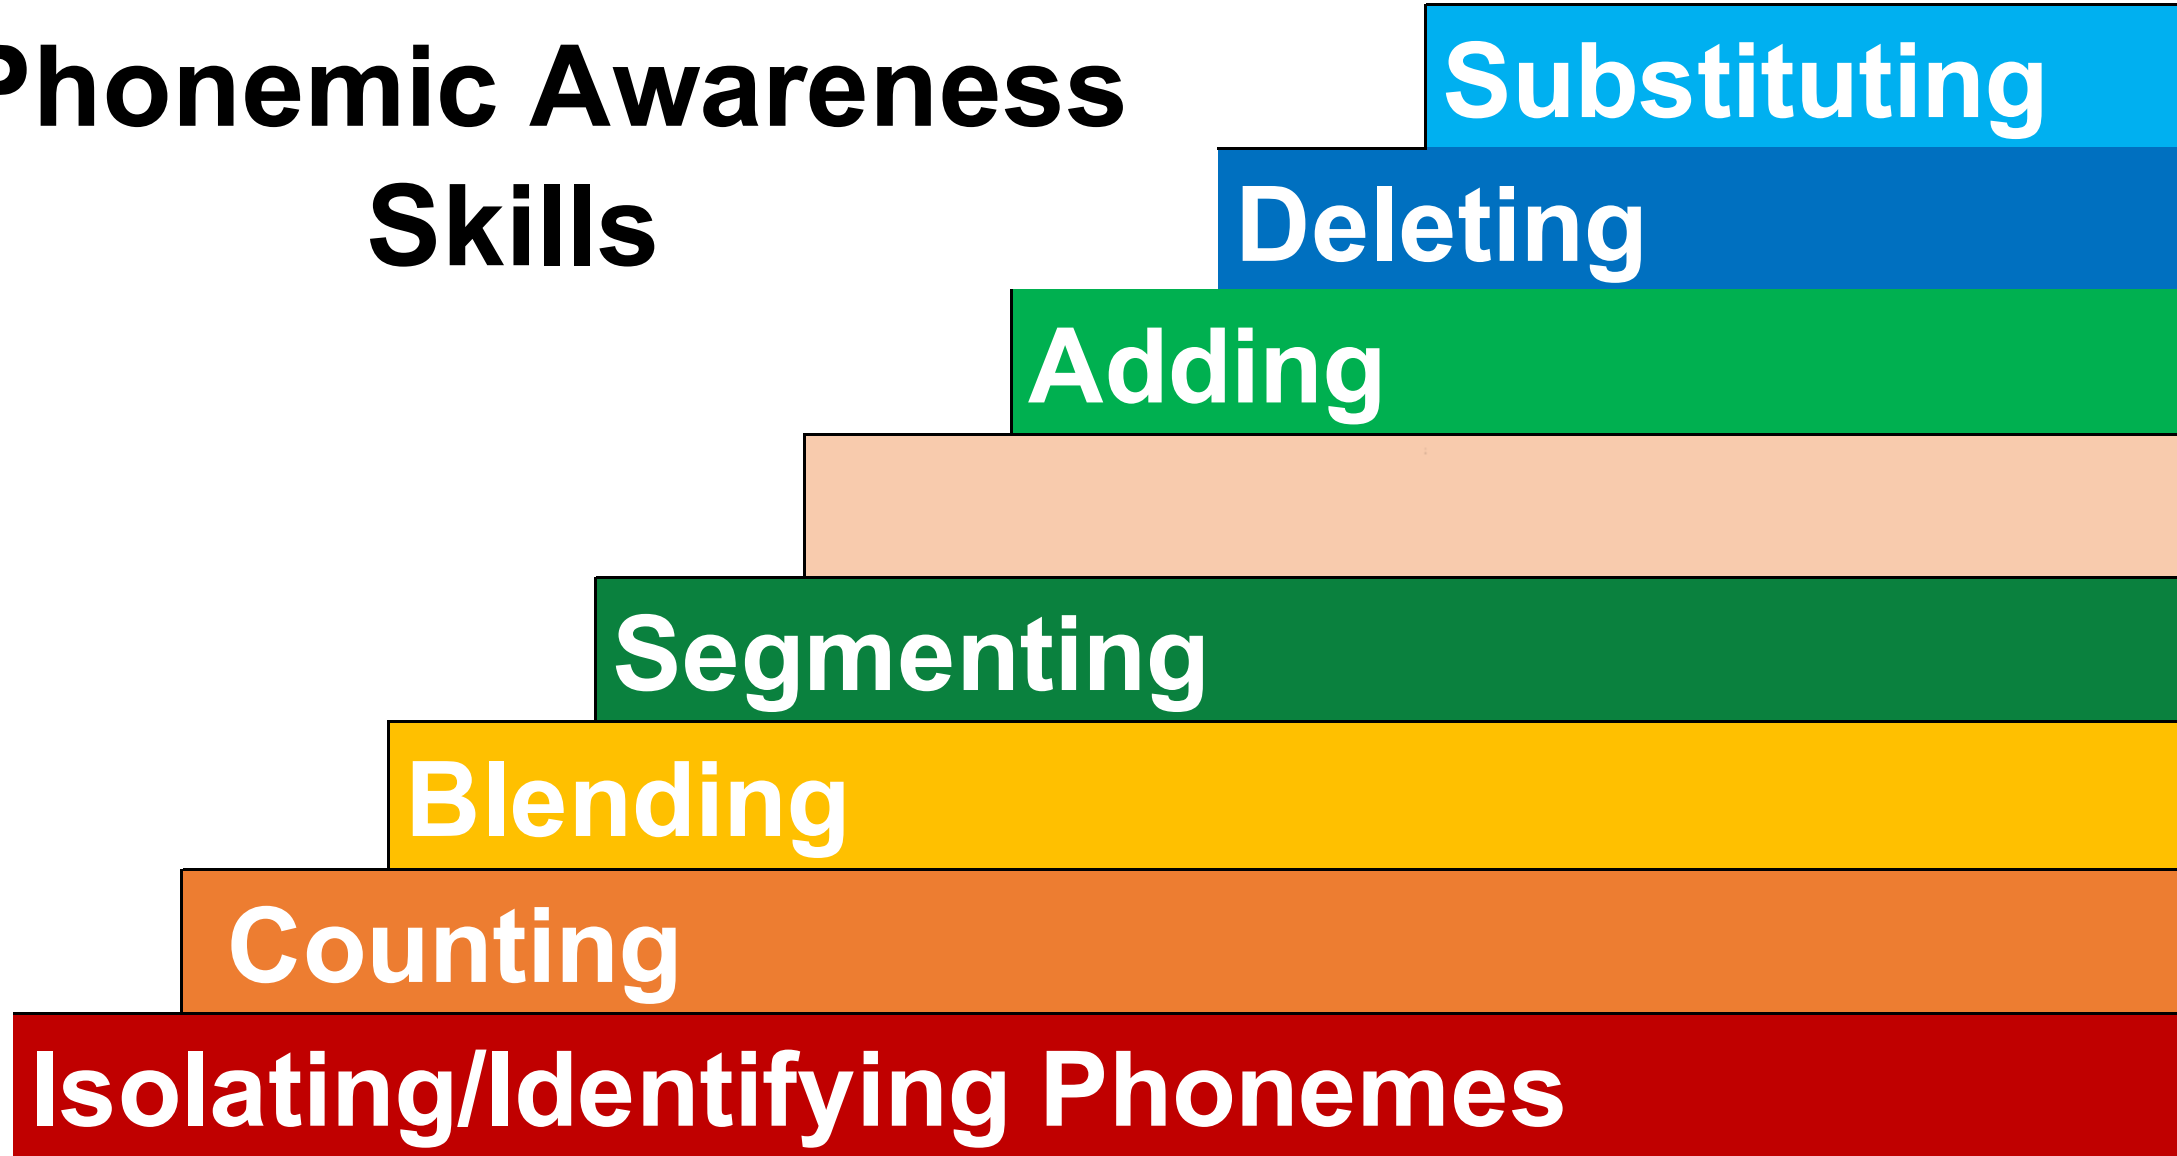 Phonemic Awareness
Skills
Substituting
Deleting
Adding
Segmenting
Blending
Counting
Isolating/Identifying Phonemes